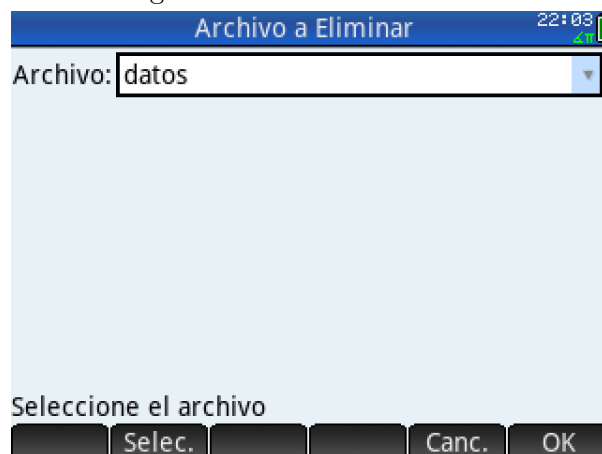 Archivo a Eliminar 22:03
∡π
Archivo: datos
Seleccione el archivo
Selec. Canc. OK